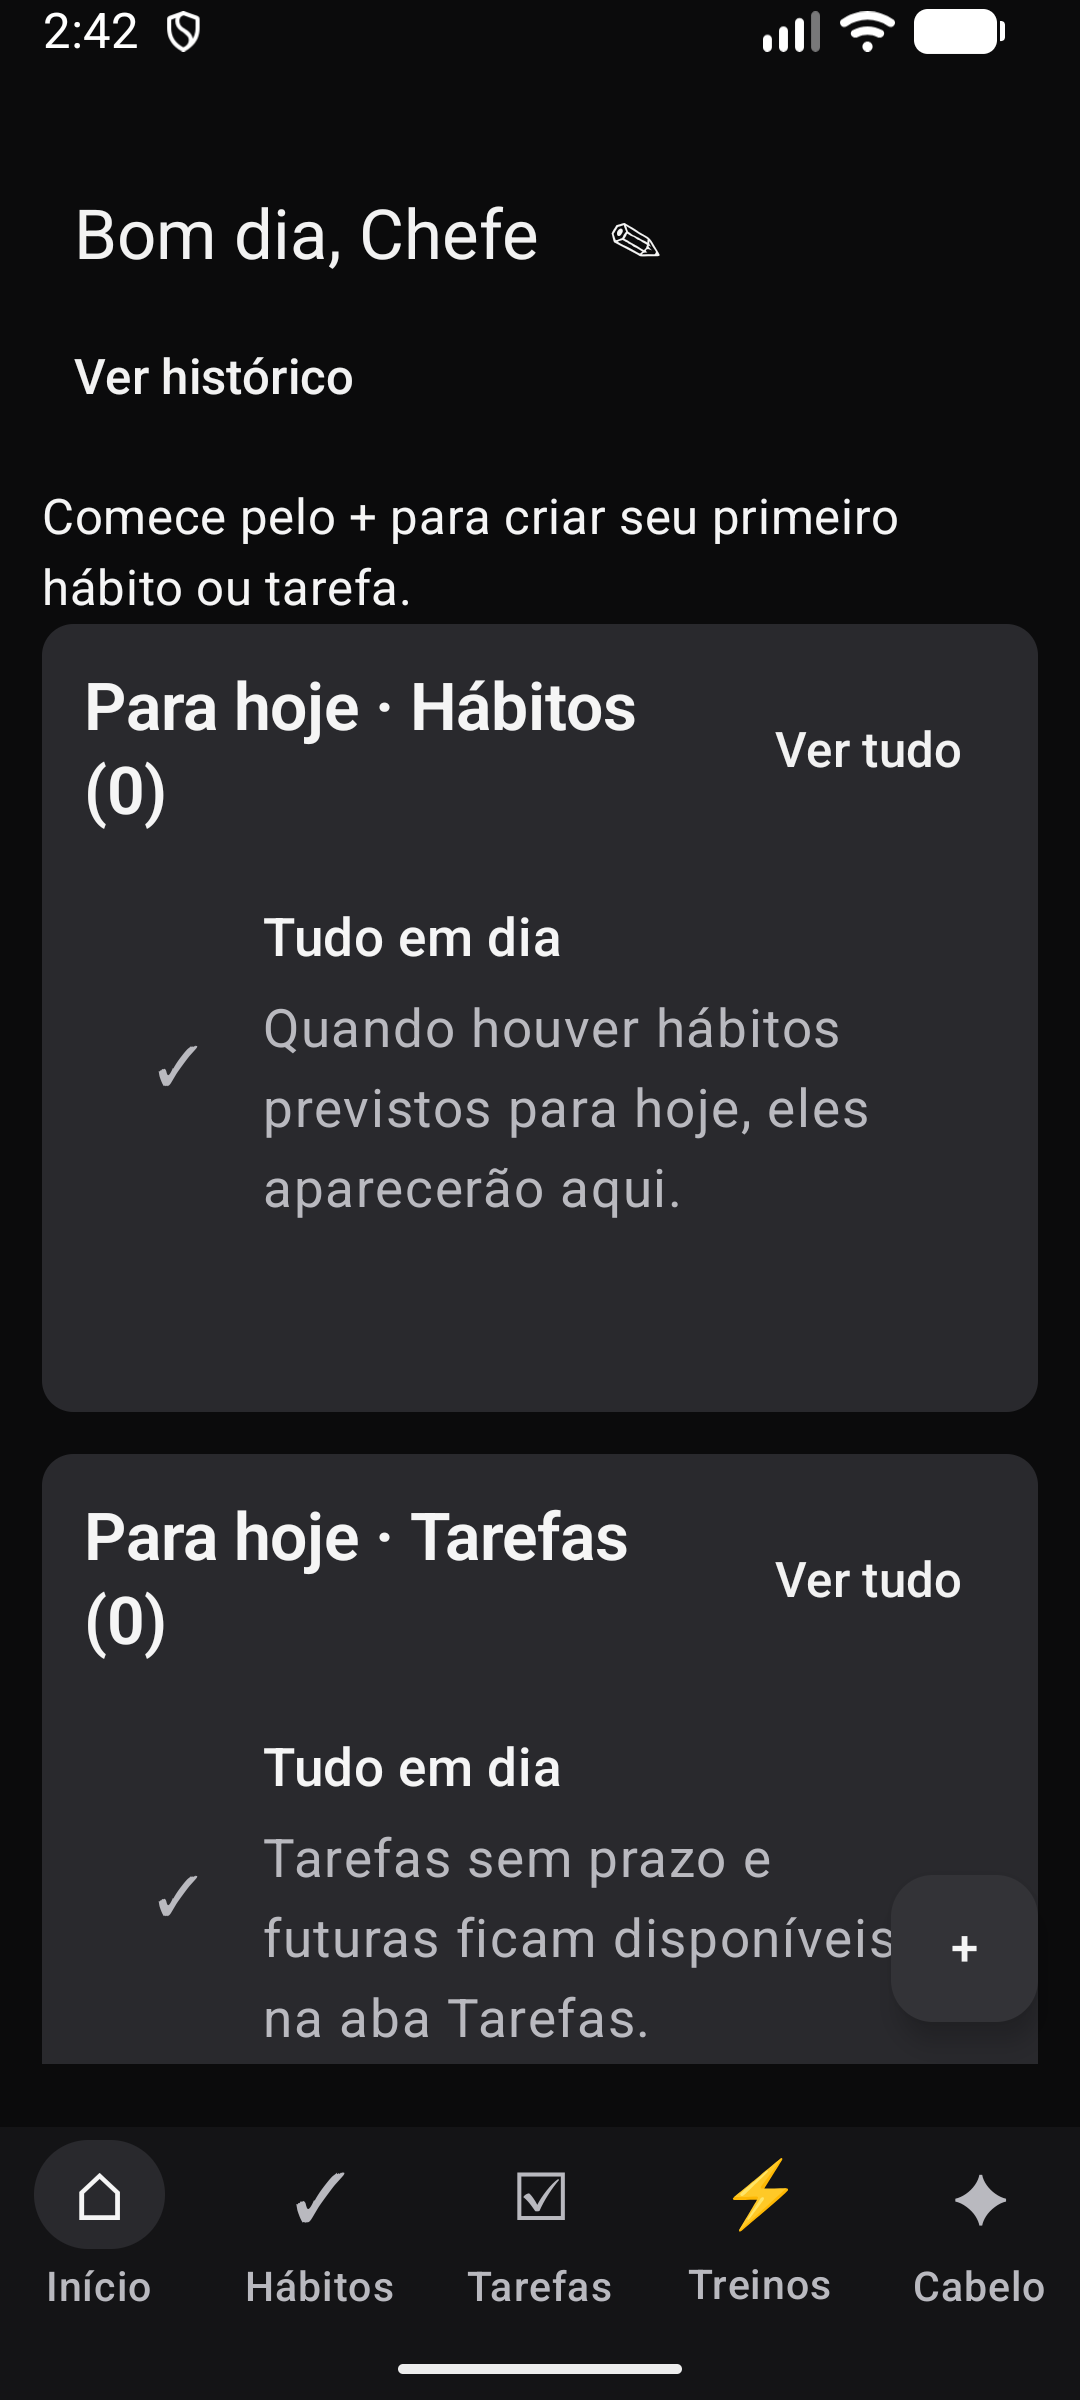 2:42
Bom dia, Chefe ✏
Ver histórico
Comece pelo + para criar seu primeiro
hábito ou tarefa.
Para hoje · Hábitos
(0)
Ver tudo
Tudo em dia
✓
Quando houver hábitos
previstos para hoje, eles
aparecerão aqui.
Para hoje · Tarefas
(0)
Ver tudo
Tudo em dia
✓
Tarefas sem prazo e
futuras ficam disponíveis
na aba Tarefas.
+
Início
Hábitos
Tarefas
Treinos
Cabelo